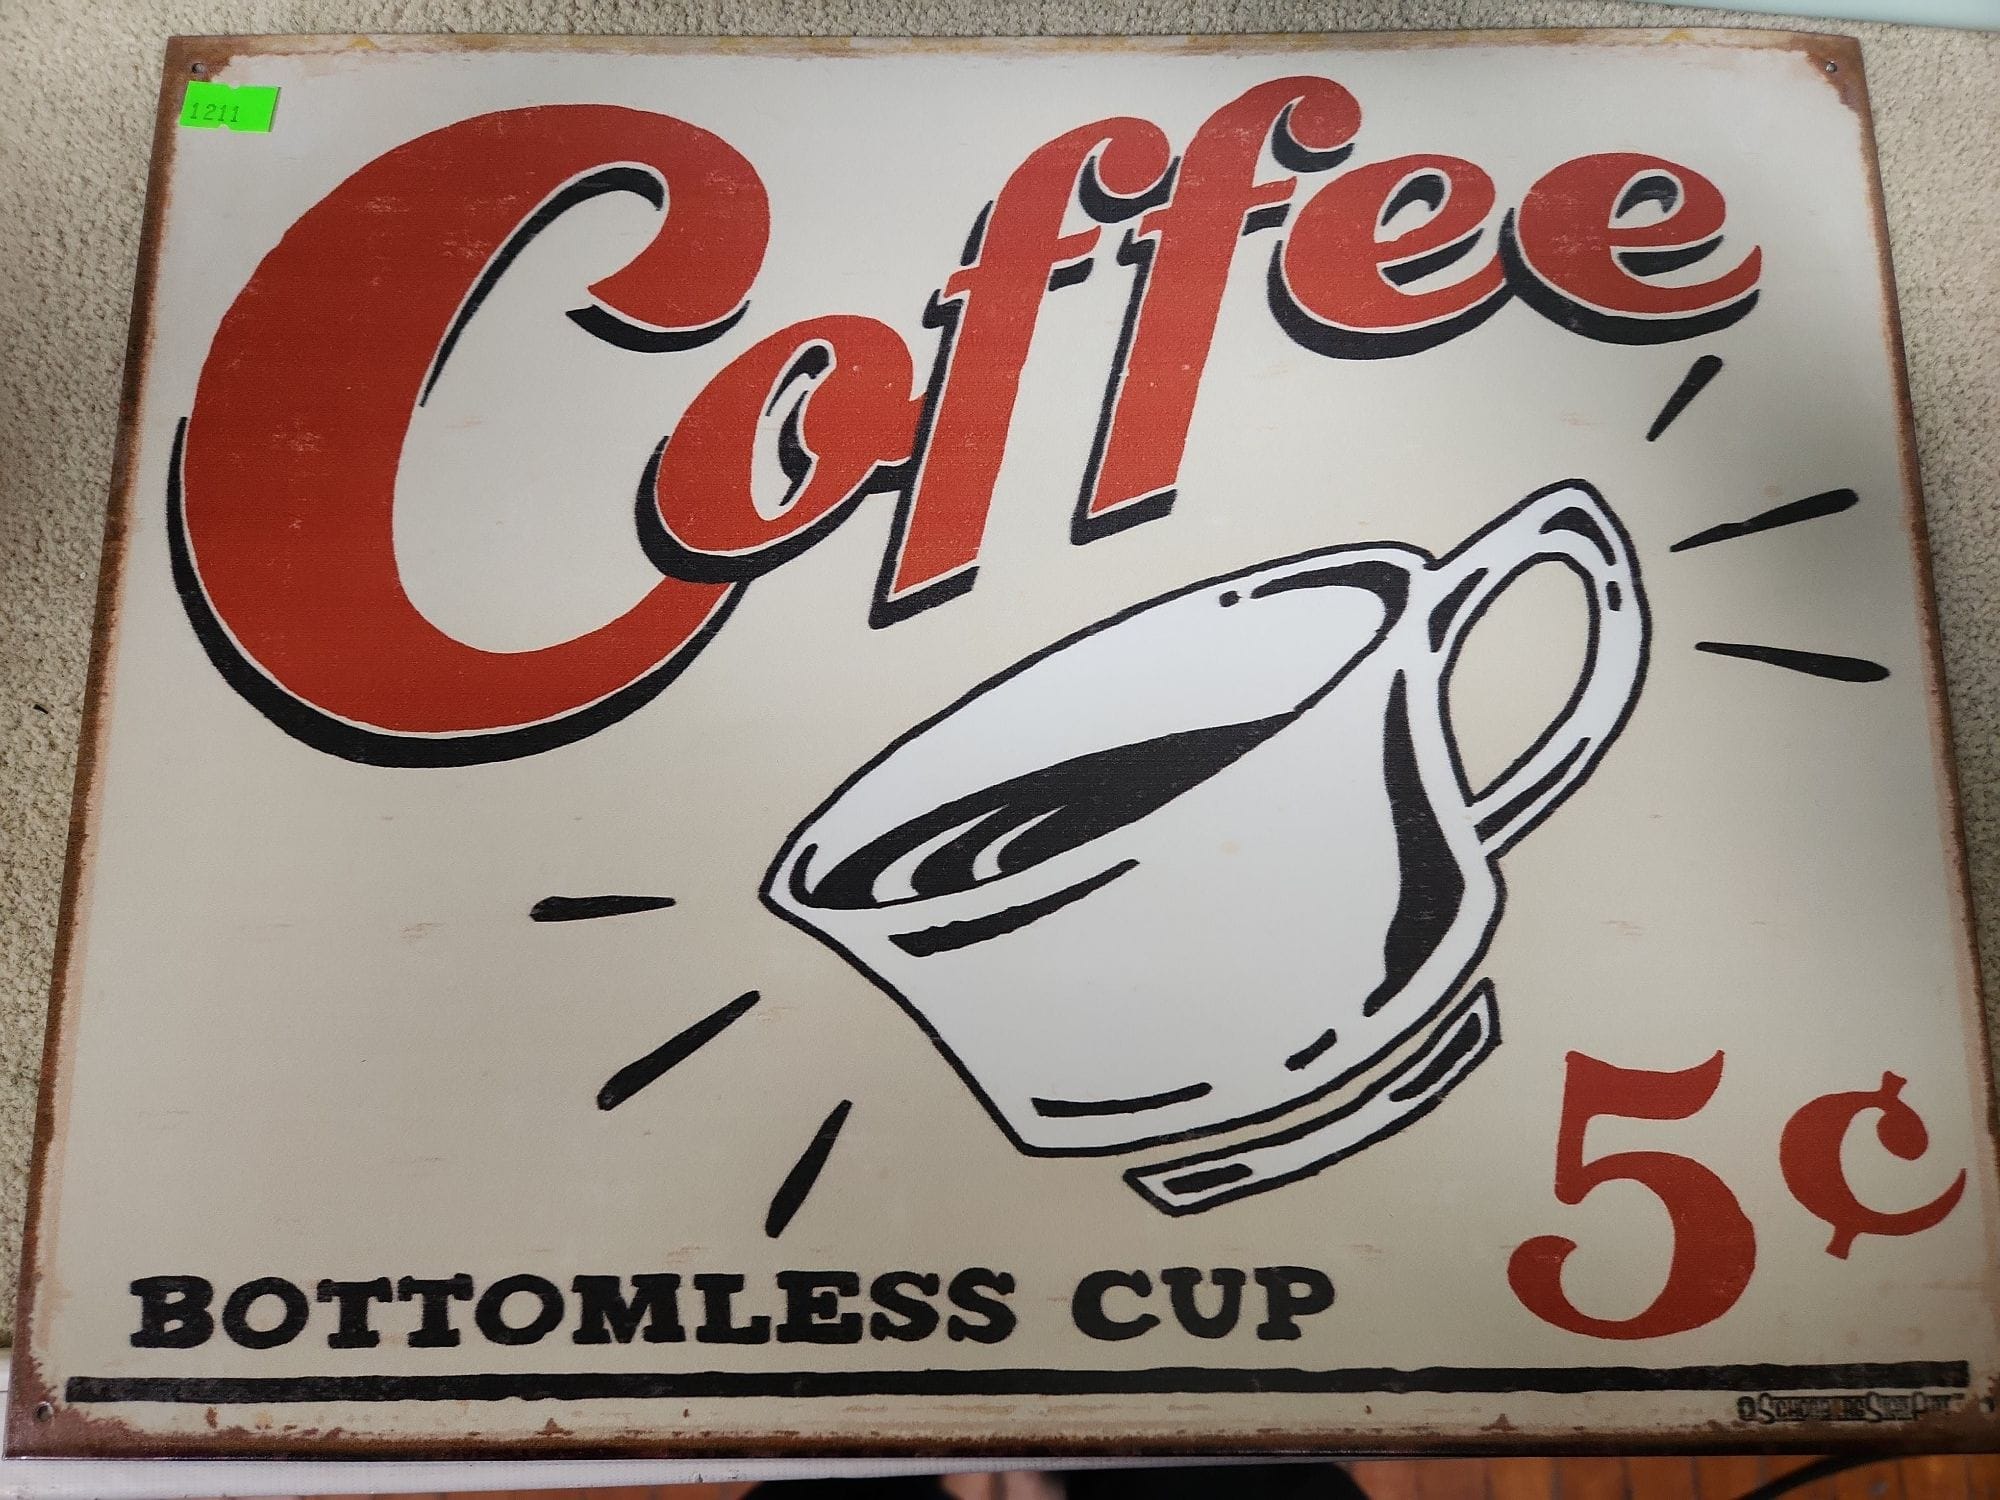 1211
Coffee
5¢
BOTTOMLESS CUP